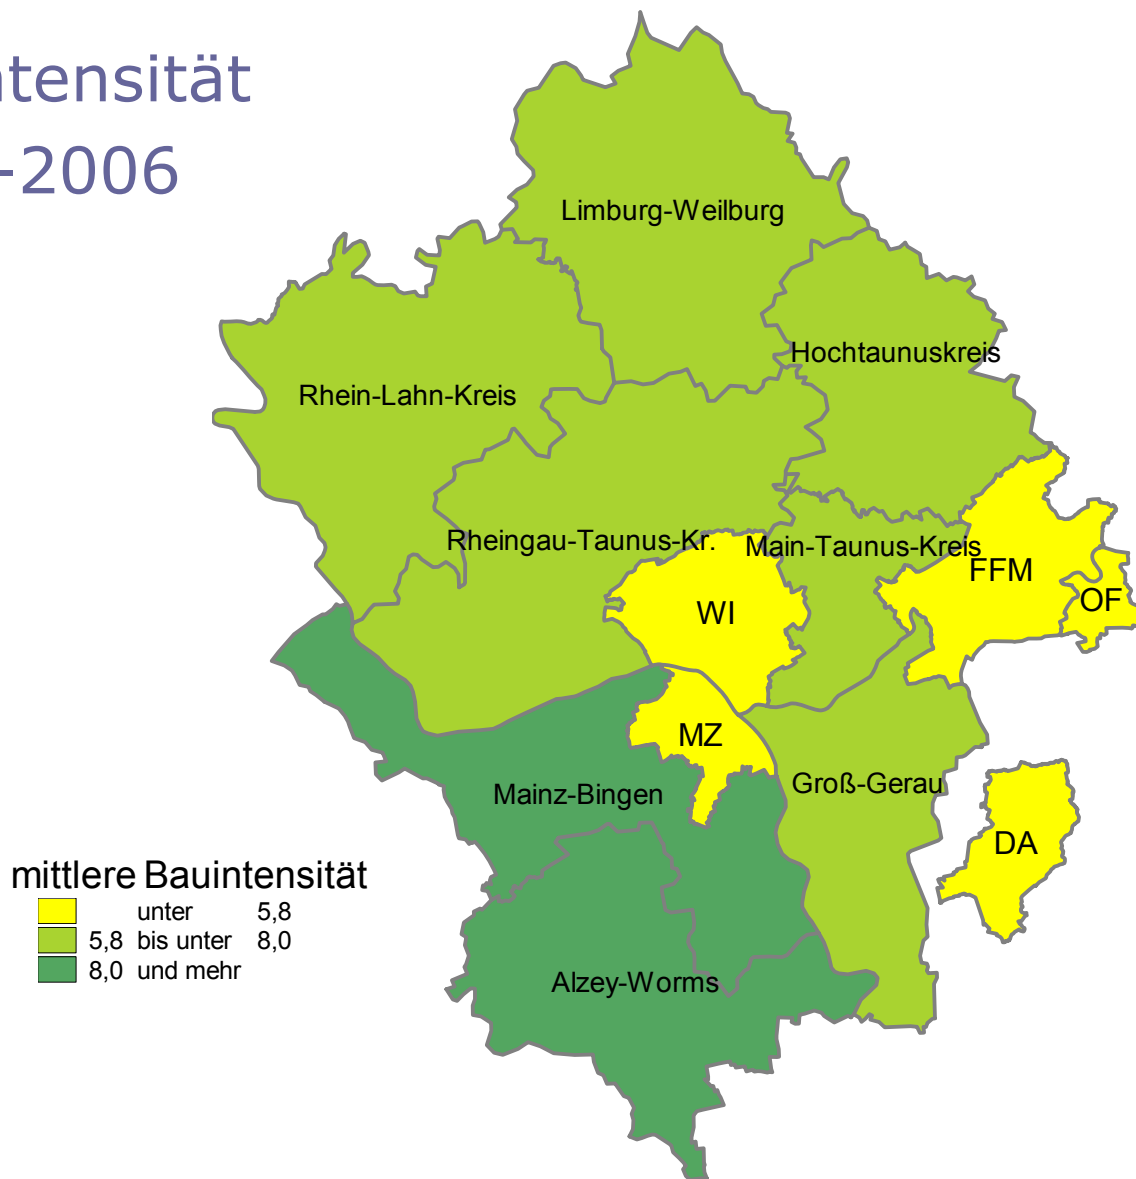 ntensität
-2006
Limburg-Weilburg
Hochtaunuskreis
Rhein-Lahn-Kreis
Rheingau-Taunus-Kr.
Main-Taunus-Kreis
FFM
OF
WI
MZ
Groß-Gerau
Mainz-Bingen
DA
mittlere Bauintensität
unter 5,8
5,8 bis unter 8,0
8,0 und mehr
Alzey-Worms